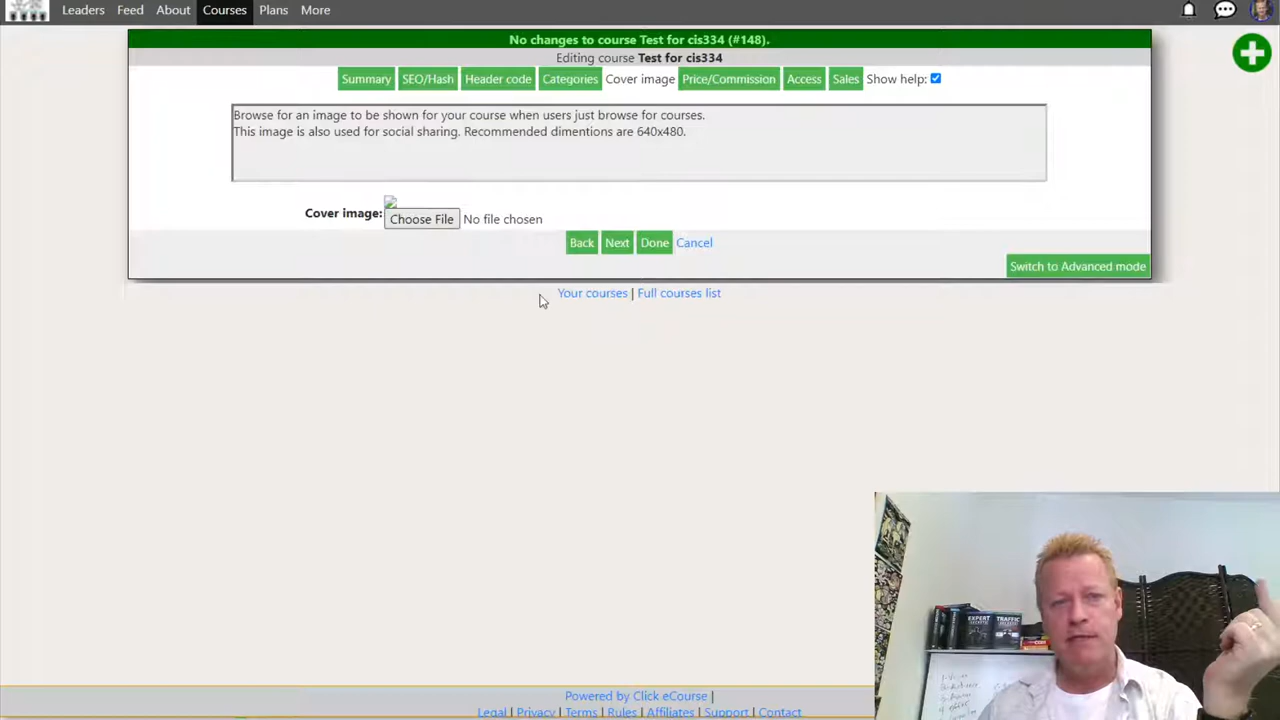 Leaders Feed About Courses Plans More
No changes to course Test for cis334 (#148).
Editing course Test for cis334
Summary SEO/Hash Header code Categories Cover image Price/Commission Access Sales Show help:
Browse for an image to be shown for your course when users just browse for courses.
This image is also used for social sharing. Recommended dimentions are 640x480.
Cover image:
Choose File No file chosen
Back Next Done Cancel
Switch to Advanced mode
Your courses | Full courses list
EXPERT
SECRETS
TRAFFIC
SECRETS
Powered by Click eCourse |
Legal | Privacy | Terms | Rules | Affiliates | Support | Contact